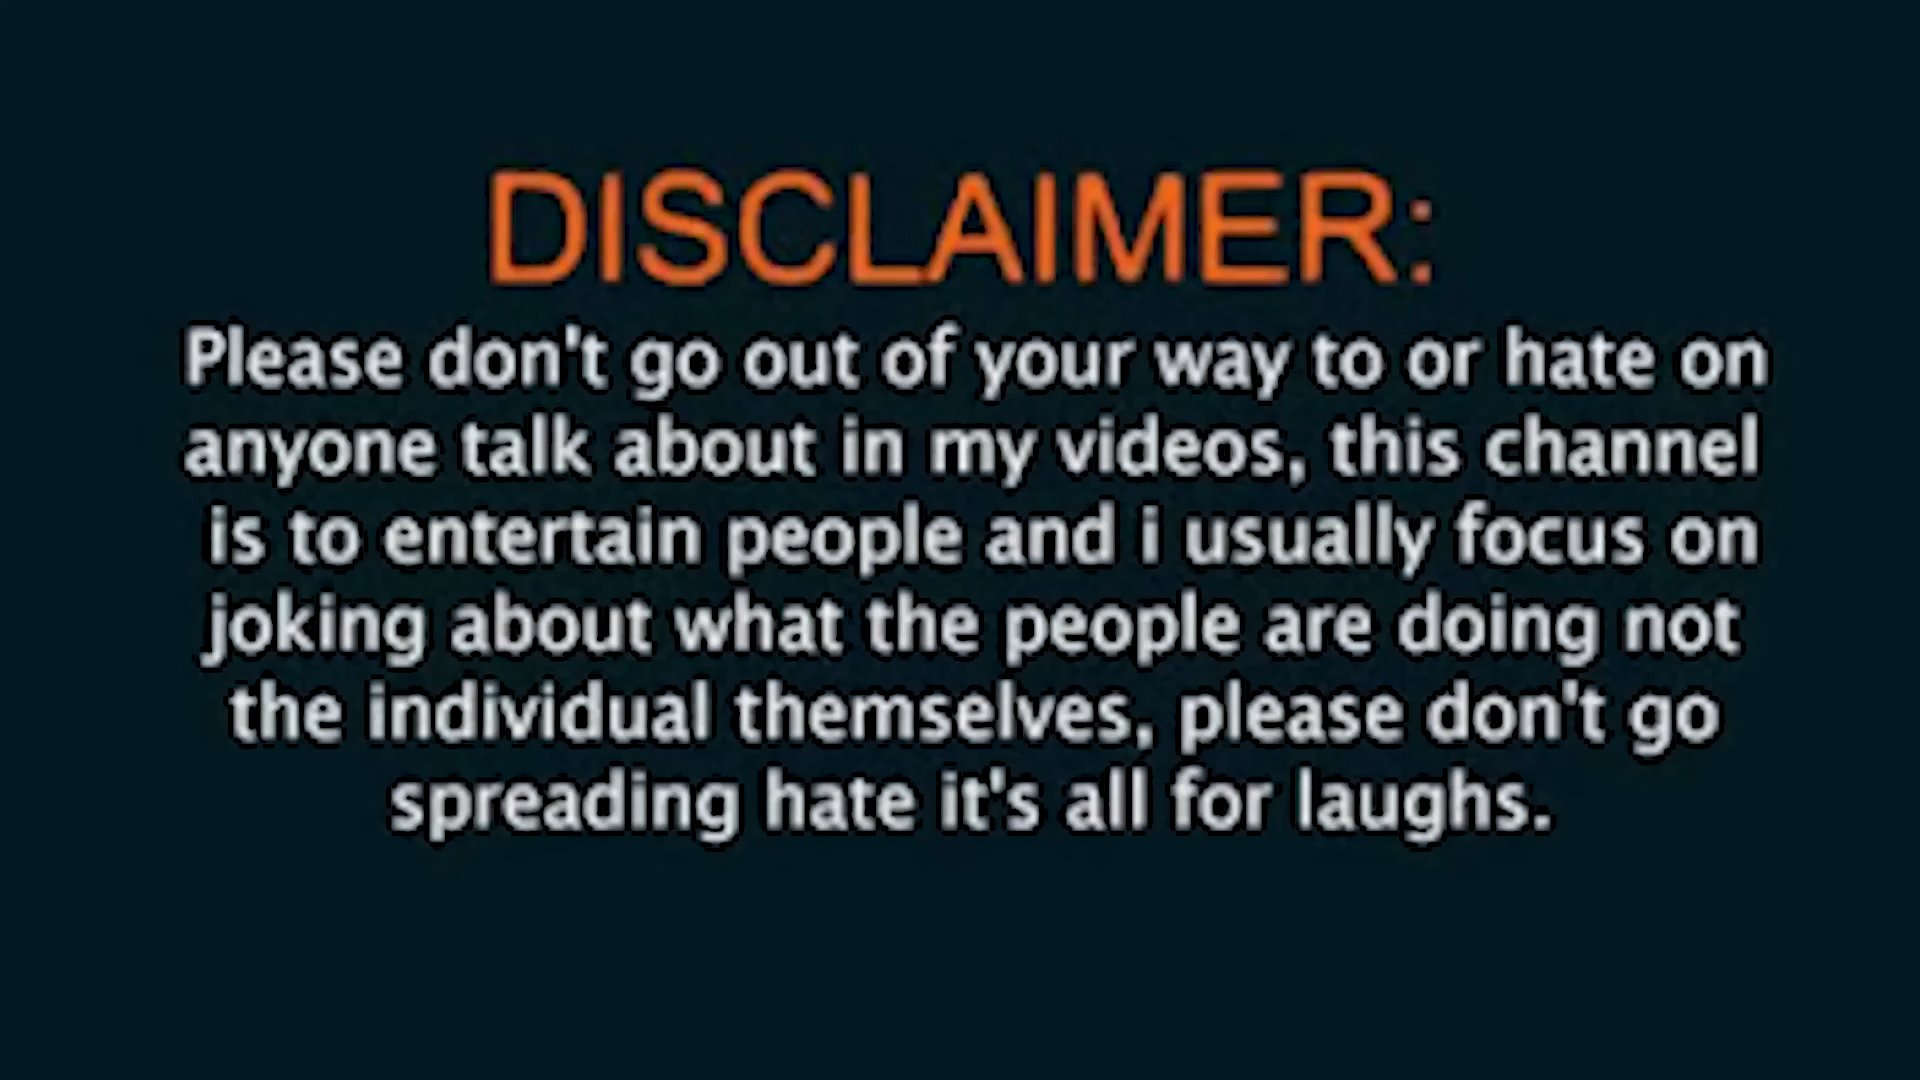 DISCLAIMER:
Please don't go out of your way to or hate on
anyone talk about in my videos, this channel
is to entertain people and i usually focus on
joking about what the people are doing not
the individual themselves, please don't go
spreading hate it's all for laughs.